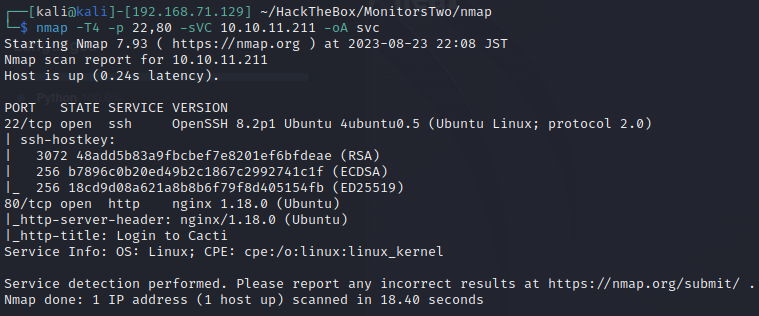 ┌──[kali@kali]-[192.168.71.129] ~/HackTheBox/MonitorsTwo/nmap
└─$ nmap -T4 -p 22,80 -sVC 10.10.11.211 -oA svc
Starting Nmap 7.93 ( https://nmap.org ) at 2023-08-23 22:08 JST
Nmap scan report for 10.10.11.211
Host is up (0.24s latency).

PORT   STATE SERVICE VERSION
22/tcp open  ssh     OpenSSH 8.2p1 Ubuntu 4ubuntu0.5 (Ubuntu Linux; protocol 2.0)
| ssh-hostkey:
|   3072 48add5b83a9fbcbef7e8201ef6bfdeae (RSA)
|   256 b7896c0b20ed49b2c1867c2992741c1f (ECDSA)
|_  256 18cd9d08a621a8b8b6f79f8d405154fb (ED25519)
80/tcp open  http    nginx 1.18.0 (Ubuntu)
|_http-server-header: nginx/1.18.0 (Ubuntu)
|_http-title: Login to Cacti
Service Info: OS: Linux; CPE: cpe:/o:linux:linux_kernel

Service detection performed. Please report any incorrect results at https://nmap.org/submit/ .
Nmap done: 1 IP address (1 host up) scanned in 18.40 seconds